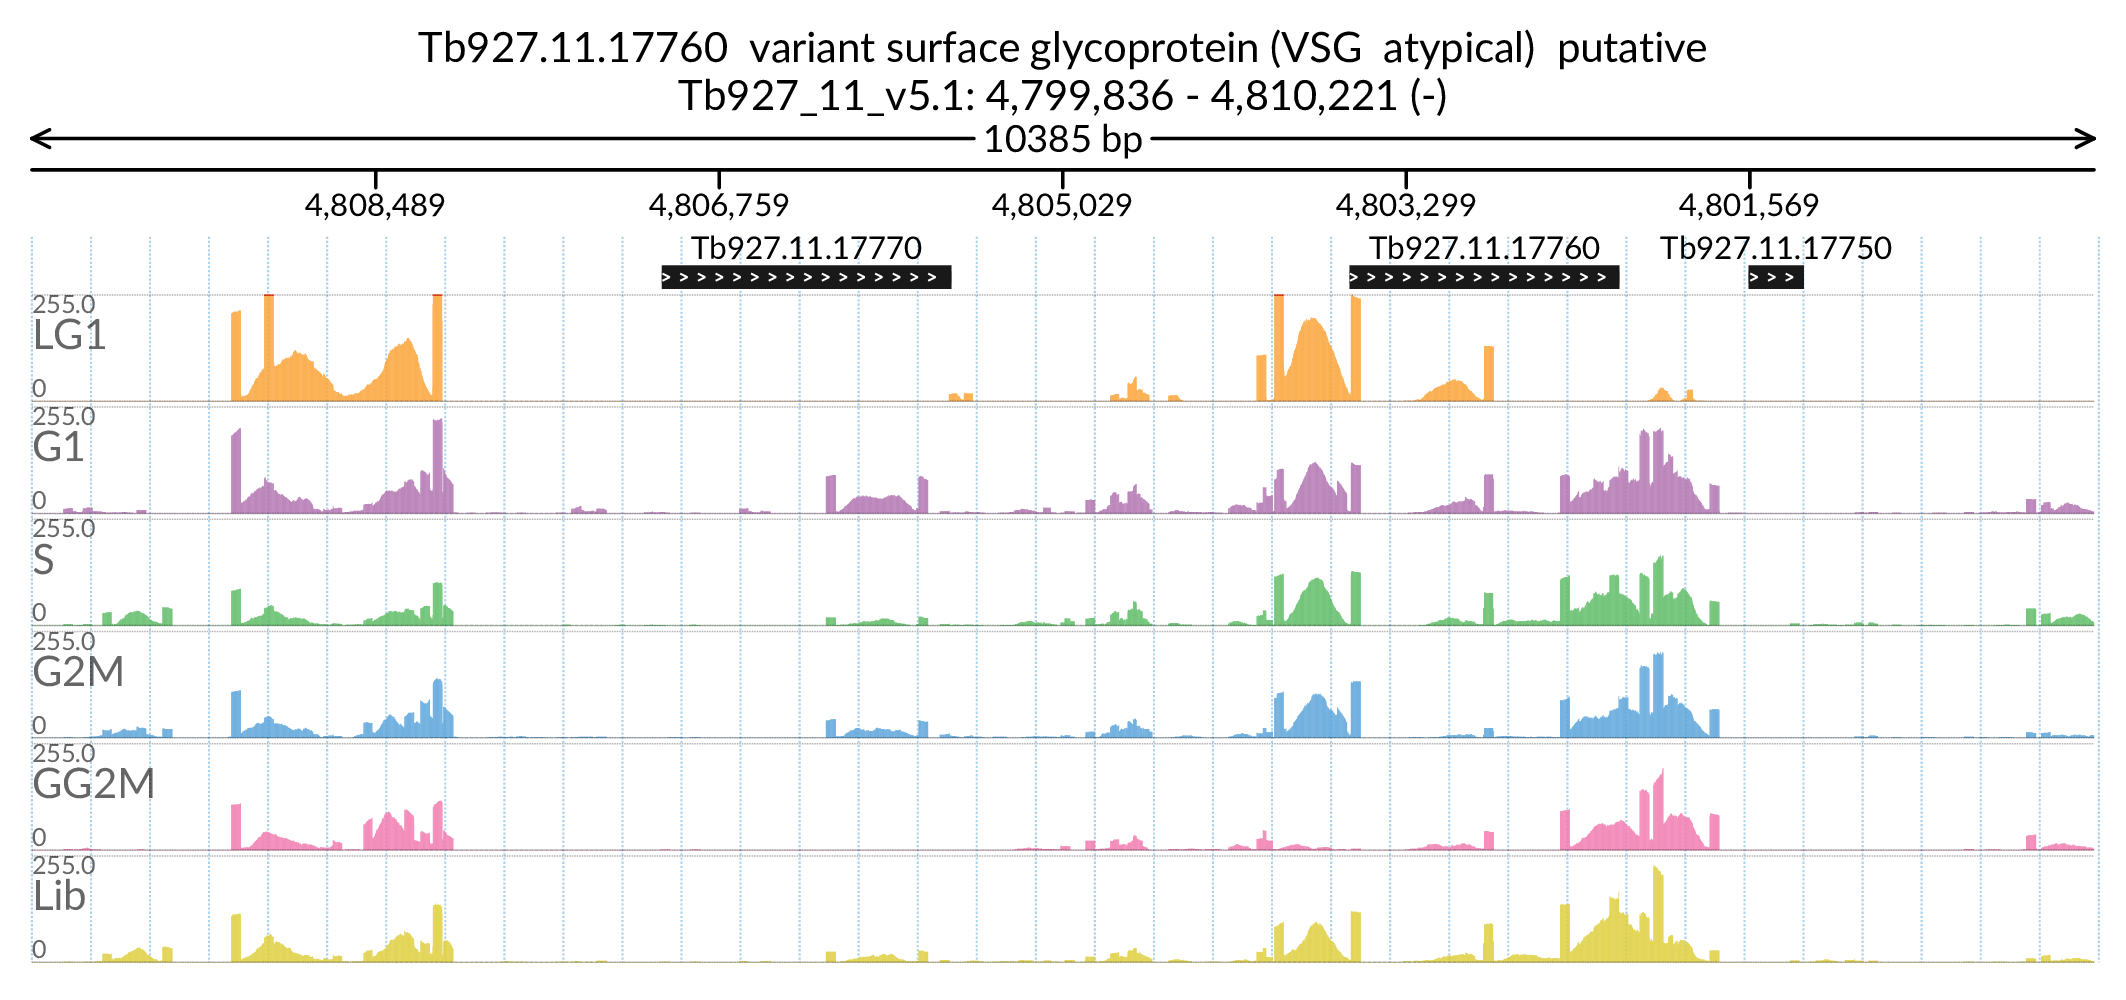 Tb927.11.17760  variant surface glycoprotein (VSG  atypical)  putative
Tb927_11_v5.1: 4,799,836 - 4,810,221 (-)
10385 bp
4,808,489 4,806,759 4,805,029 4,803,299 4,801,569
Tb927.11.17770 Tb927.11.17760 Tb927.11.17750
255.0
LG1
0
255.0
G1
0
255.0
S
0
255.0
G2M
0
255.0
GG2M
0
255.0
Lib
0